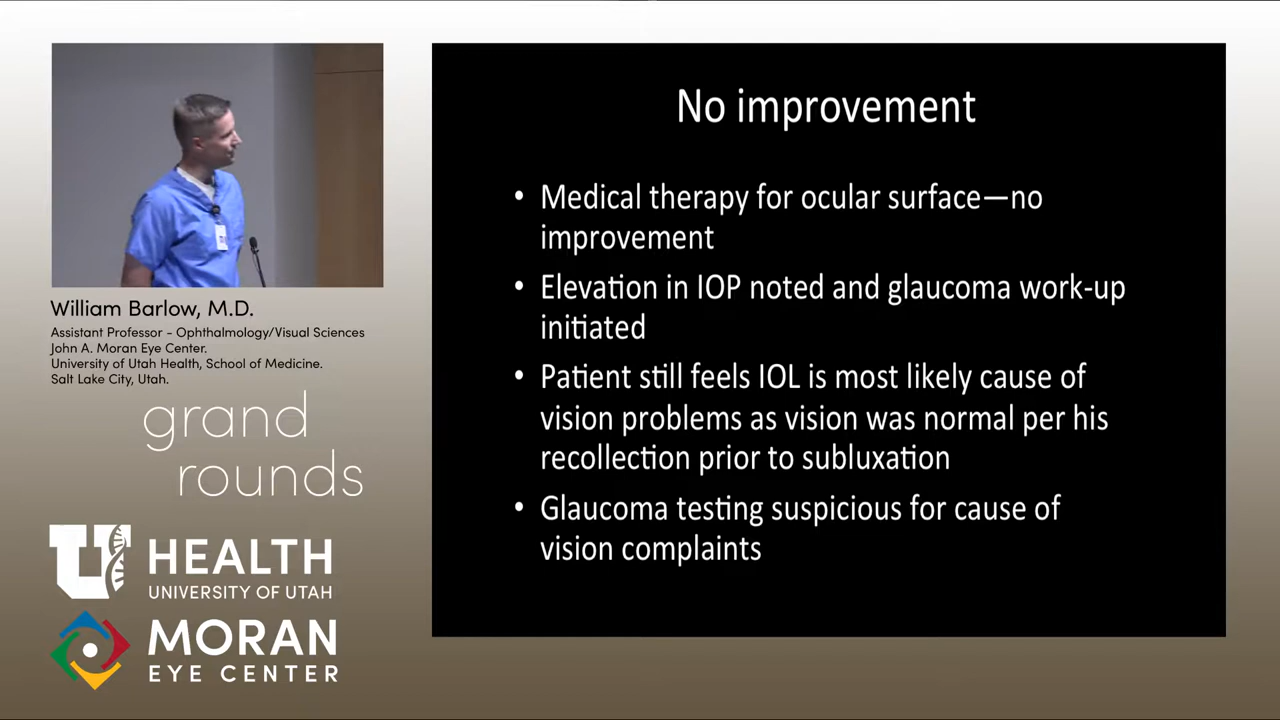 William Barlow, M.D.
Assistant Professor - Ophthalmology/Visual Sciences
John A. Moran Eye Center.
University of Utah Health, School of Medicine.
Salt Lake City, Utah.
grand
rounds
U HEALTH
UNIVERSITY OF UTAH
MORAN
EYE CENTER
No improvement
• Medical therapy for ocular surface—no
improvement
• Elevation in IOP noted and glaucoma work-up
initiated
• Patient still feels IOL is most likely cause of
vision problems as vision was normal per his
recollection prior to subluxation
• Glaucoma testing suspicious for cause of
vision complaints